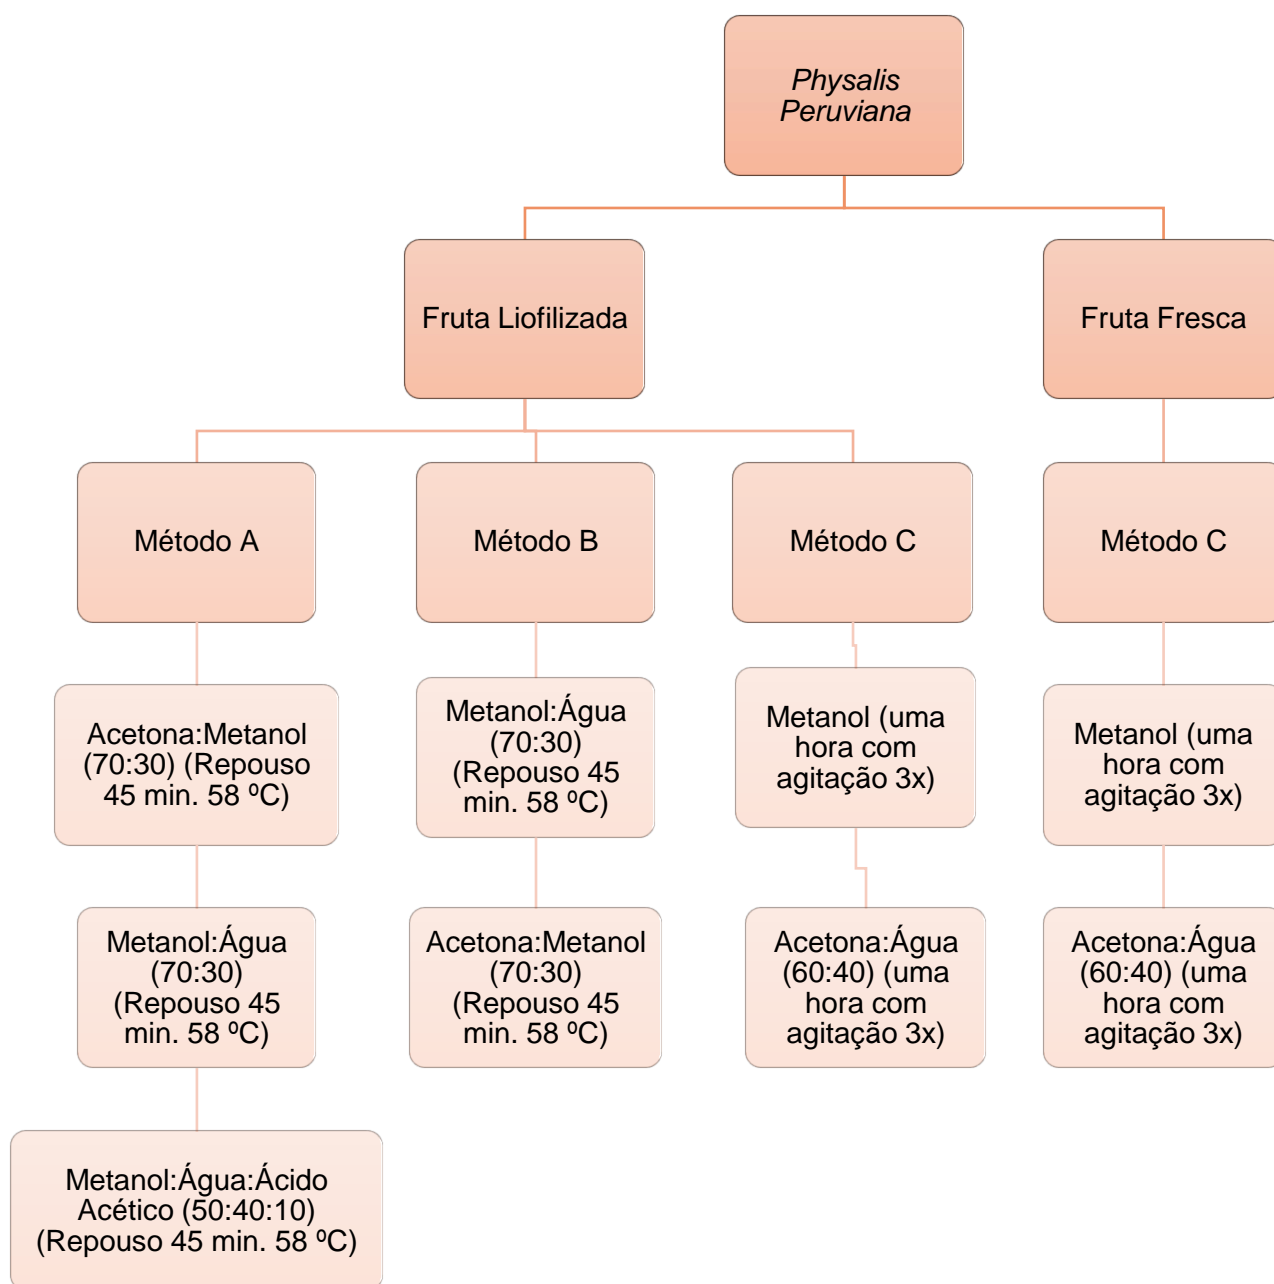 Physalis
Peruviana
Fruta Liofilizada
Fruta Fresca
Método A
Método B
Método C
Método C
Acetona:Metanol
(70:30) (Repouso
45 min. 58 ºC)
Metanol:Água
(70:30)
(Repouso 45
min. 58 ºC)
Metanol (uma
hora com
agitação 3x)
Metanol (uma
hora com
agitação 3x)
Metanol:Água
(70:30)
(Repouso 45
min. 58 ºC)
Acetona:Metanol
(70:30)
(Repouso 45
min. 58 ºC)
Acetona:Água
(60:40) (uma
hora com
agitação 3x)
Acetona:Água
(60:40) (uma
hora com
agitação 3x)
Metanol:Água:Ácido
Acético (50:40:10)
(Repouso 45 min. 58 ºC)